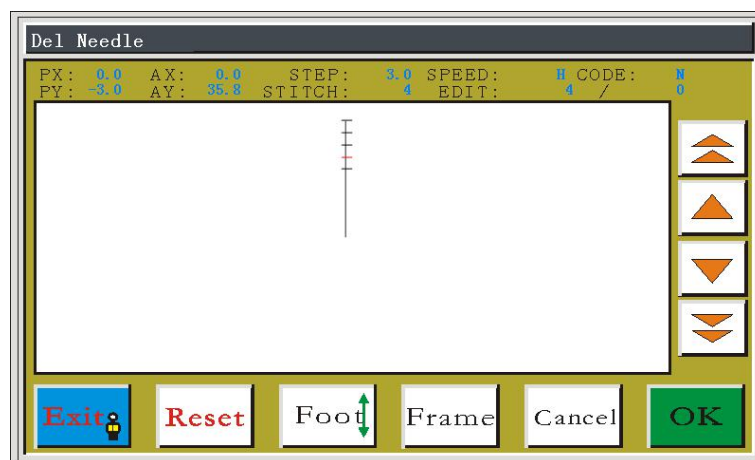 Del Needle
PX: 0.0 AX: 0.0 STEP: 3.0 SPEED: H CODE: N
PY: -3.0 AY: 35.8 STITCH: 4 EDIT: 4 / 0
Exit Reset Foot Frame Cancel OK